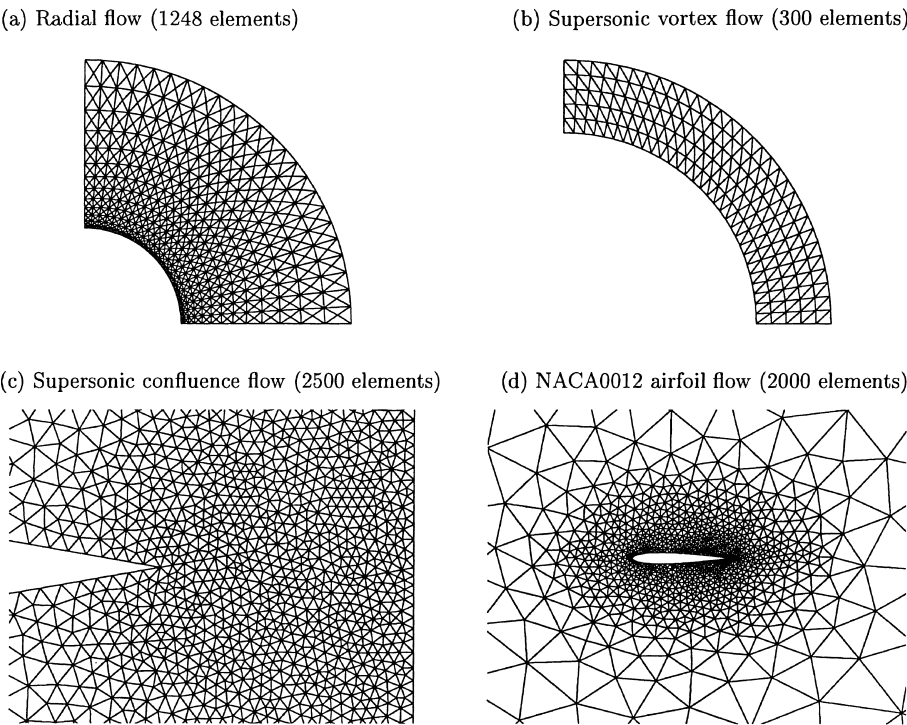 (a) Radial flow (1248 elements)
(b) Supersonic vortex flow (300 elements)
(c) Supersonic confluence flow (2500 elements)
(d) NACA0012 airfoil flow (2000 elements)